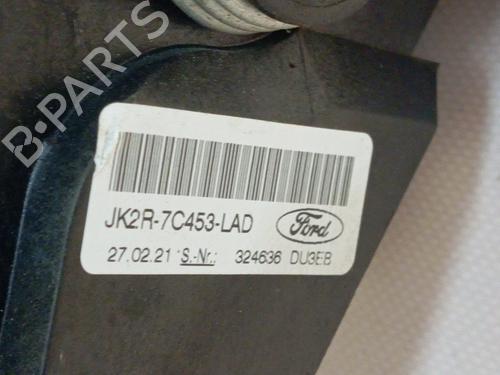 B-PARTS
JK2R-7C453-LAD Ford
27.02.21 S.-Nr.: 324636 DU3EB